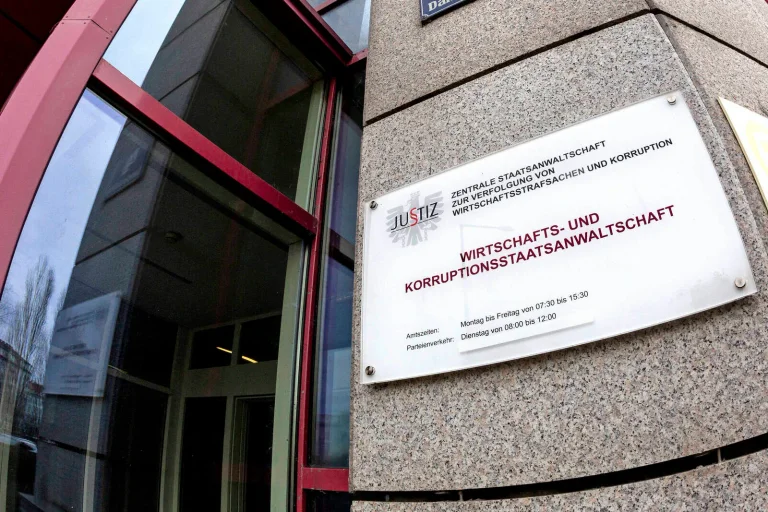 JUSTIZ
ZENTRALE STAATSANWALTSCHAFT
ZUR VERFOLGUNG VON
WIRTSCHAFTSSTRAFSACHEN UND KORRUPTION
WIRTSCHAFTS- UND
KORRUPTIONSSTAATSANWALTSCHAFT
Amtszeiten: Montag bis Freitag von 07:30 bis 15:30
Parteienverkehr: Dienstag von 08:00 bis 12:00